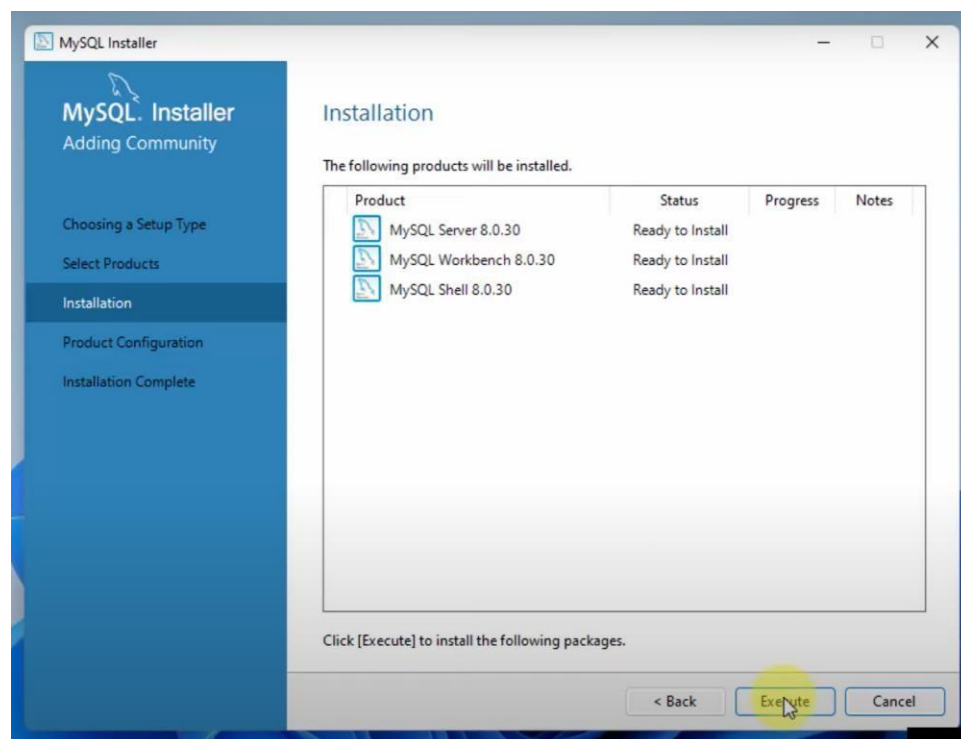 MySQL Installer
MySQL. Installer
Adding Community
Choosing a Setup Type
Select Products
Installation
Product Configuration
Installation Complete
Installation
The following products will be installed.
Product Status Progress Notes
MySQL Server 8.0.30 Ready to Install
MySQL Workbench 8.0.30 Ready to Install
MySQL Shell 8.0.30 Ready to Install
Click [Execute] to install the following packages.
< Back Execute Cancel